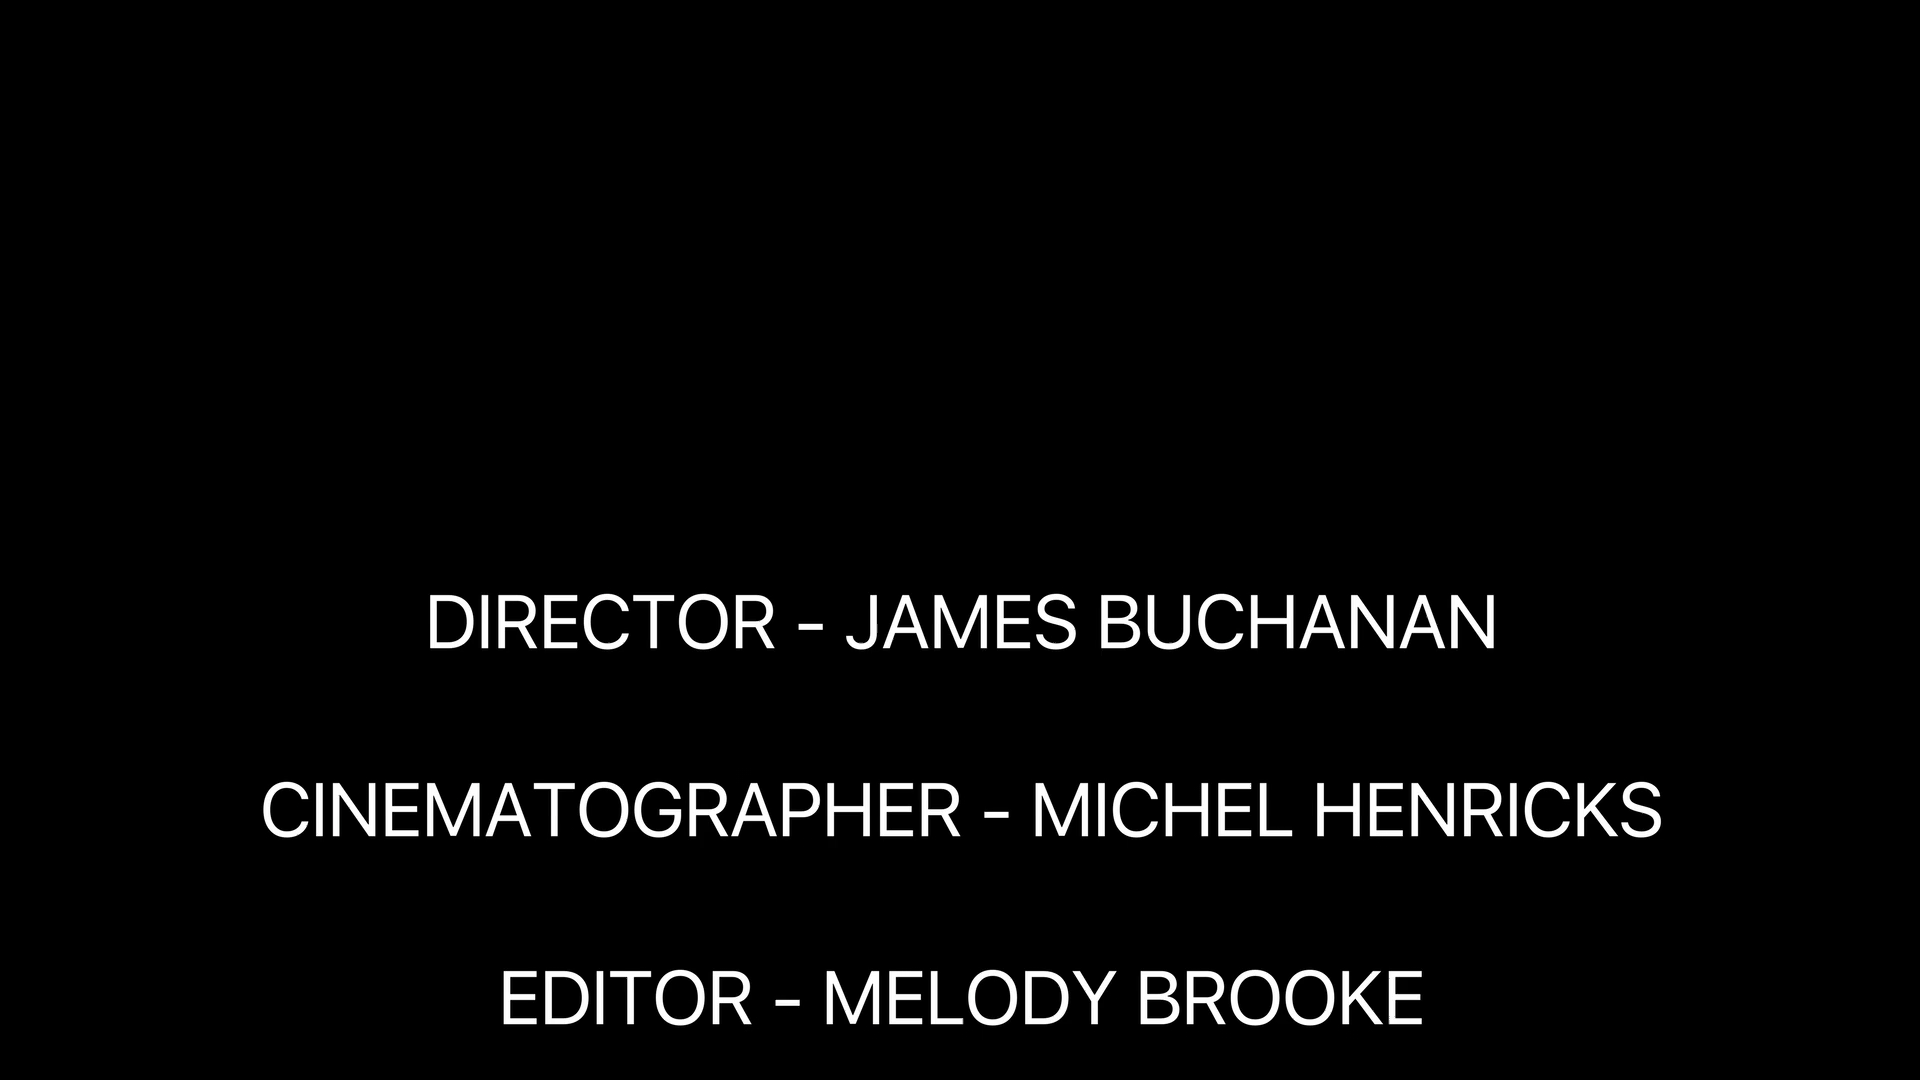 DIRECTOR - JAMES BUCHANAN
CINEMATOGRAPHER - MICHEL HENRICKS
EDITOR - MELODY BROOKE